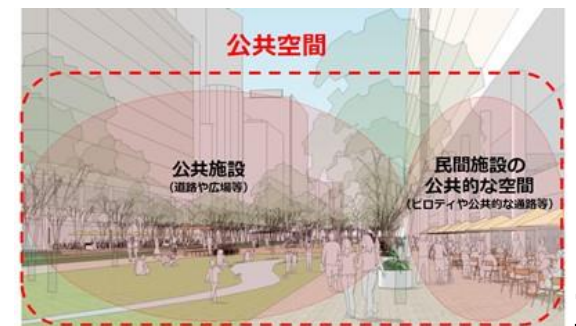 公共空間
公共施設
(道路や広場等)
民間施設の
公共的な空間
(ピロティや公共的な通路等)